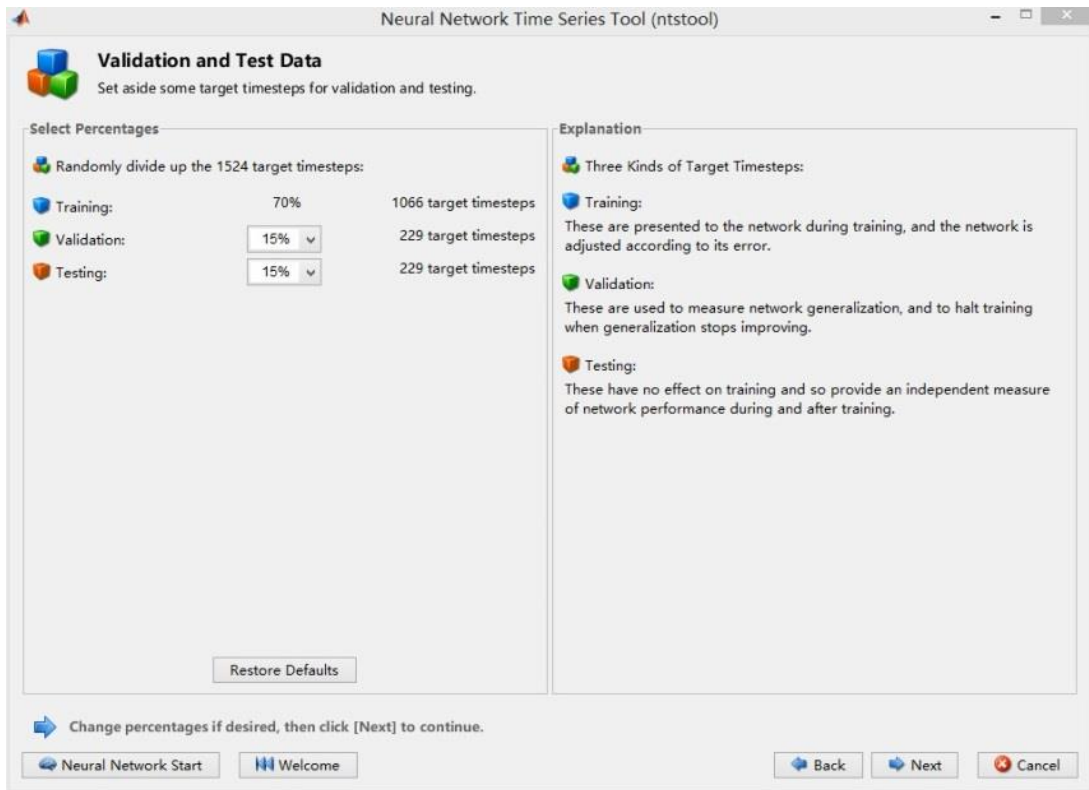 Neural Network Time Series Tool (ntstool)
Validation and Test Data
Set aside some target timesteps for validation and testing.
Select Percentages
Randomly divide up the 1524 target timesteps:
Training: 70% 1066 target timesteps
Validation: 15% 229 target timesteps
Testing: 15% 229 target timesteps
Restore Defaults
Explanation
Three Kinds of Target Timesteps:
Training:
These are presented to the network during training, and the network is
adjusted according to its error.
Validation:
These are used to measure network generalization, and to halt training
when generalization stops improving.
Testing:
These have no effect on training and so provide an independent measure
of network performance during and after training.
Change percentages if desired, then click [Next] to continue.
Neural Network Start Welcome Back Next Cancel